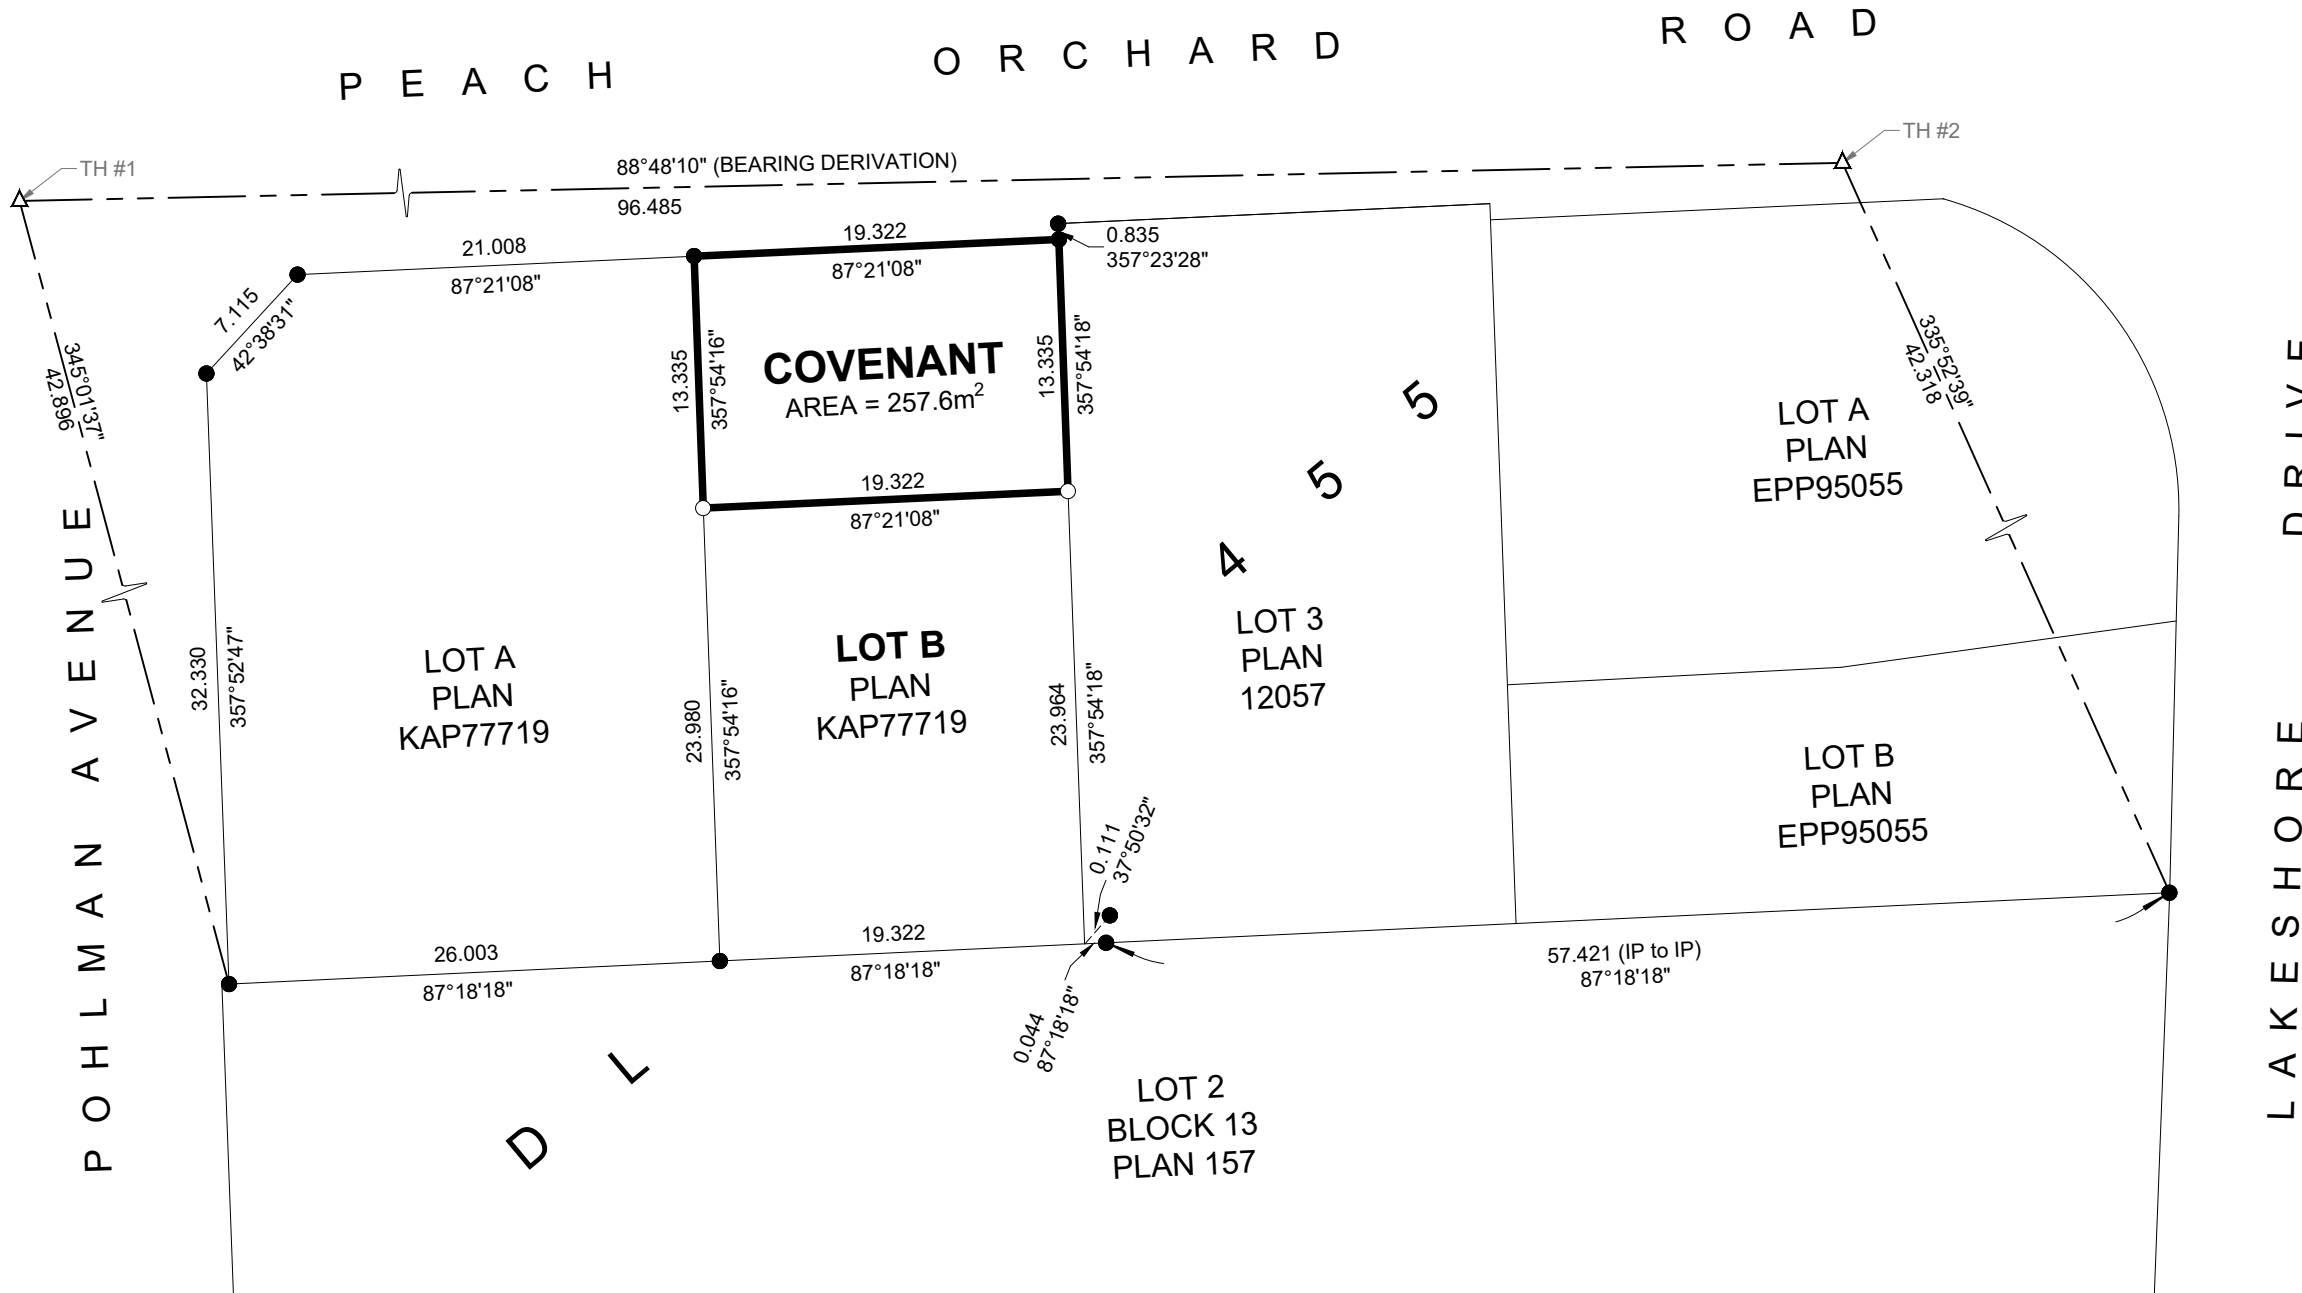 PEACH ORCHARD ROAD
TH #1
TH #2
88°48'10" (BEARING DERIVATION)
96.485
21.008
87°21'08"
19.322
87°21'08"
0.835
357°23'28"
7.115
42°38'31"
345°01'37"
42.896
13.335
357°54'16"
COVENANT
AREA = 257.6m²
13.335
357°54'18"
19.322
87°21'08"
335°52'39"
42.318
LOT A
PLAN
EPP95055
DL 455
LOT 3
PLAN
12057
32.330
357°52'47"
LOT A
PLAN
KAP77719
23.980
357°54'16"
LOT B
PLAN
KAP77719
23.964
357°54'18"
LOT B
PLAN
EPP95055
0.111
37°50'32"
26.003
87°18'18"
19.322
87°18'18"
0.044
87°18'18"
57.421 (IP to IP)
87°18'18"
LOT 2
BLOCK 13
PLAN 157
POHLMAN AVENUE
LAKESHORE DRIVE